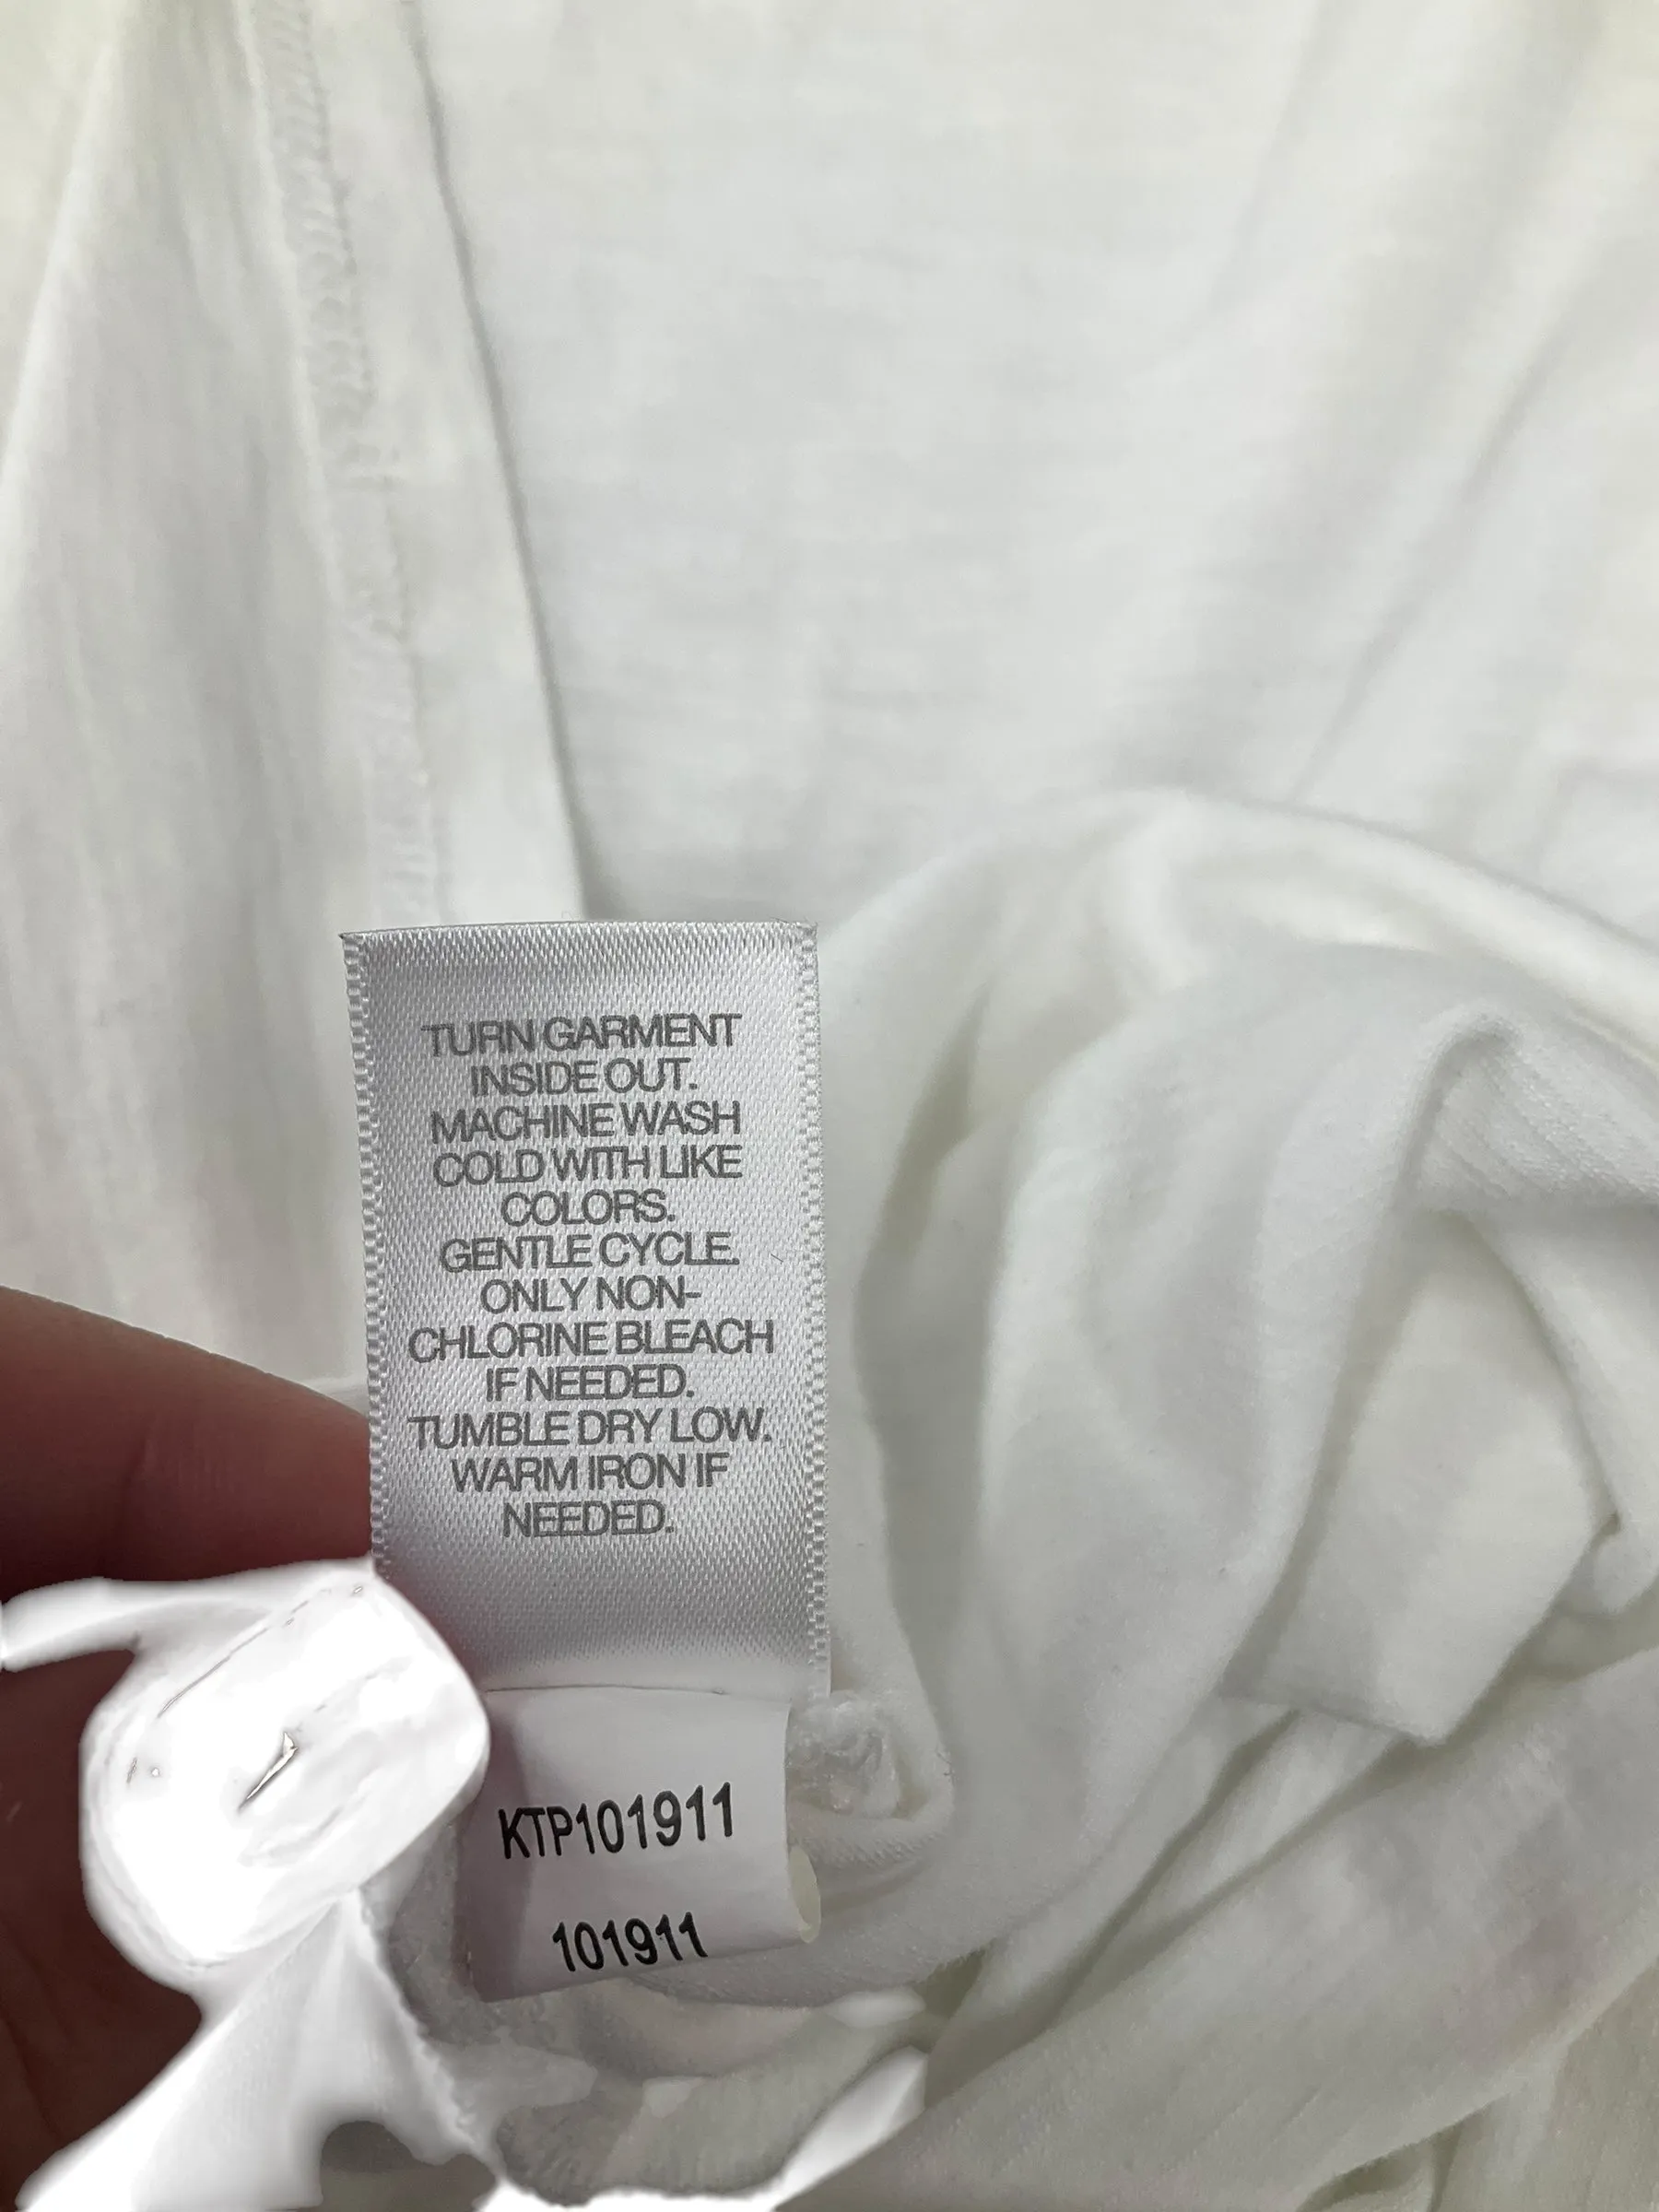 TURN GARMENT
INSIDE OUT.
MACHINE WASH
COLD WITH LIKE
COLORS.
GENTLE CYCLE.
ONLY NON-
CHLORINE BLEACH
IF NEEDED.
TUMBLE DRY LOW.
WARM IRON IF
NEEDED.
KTP101911
101911